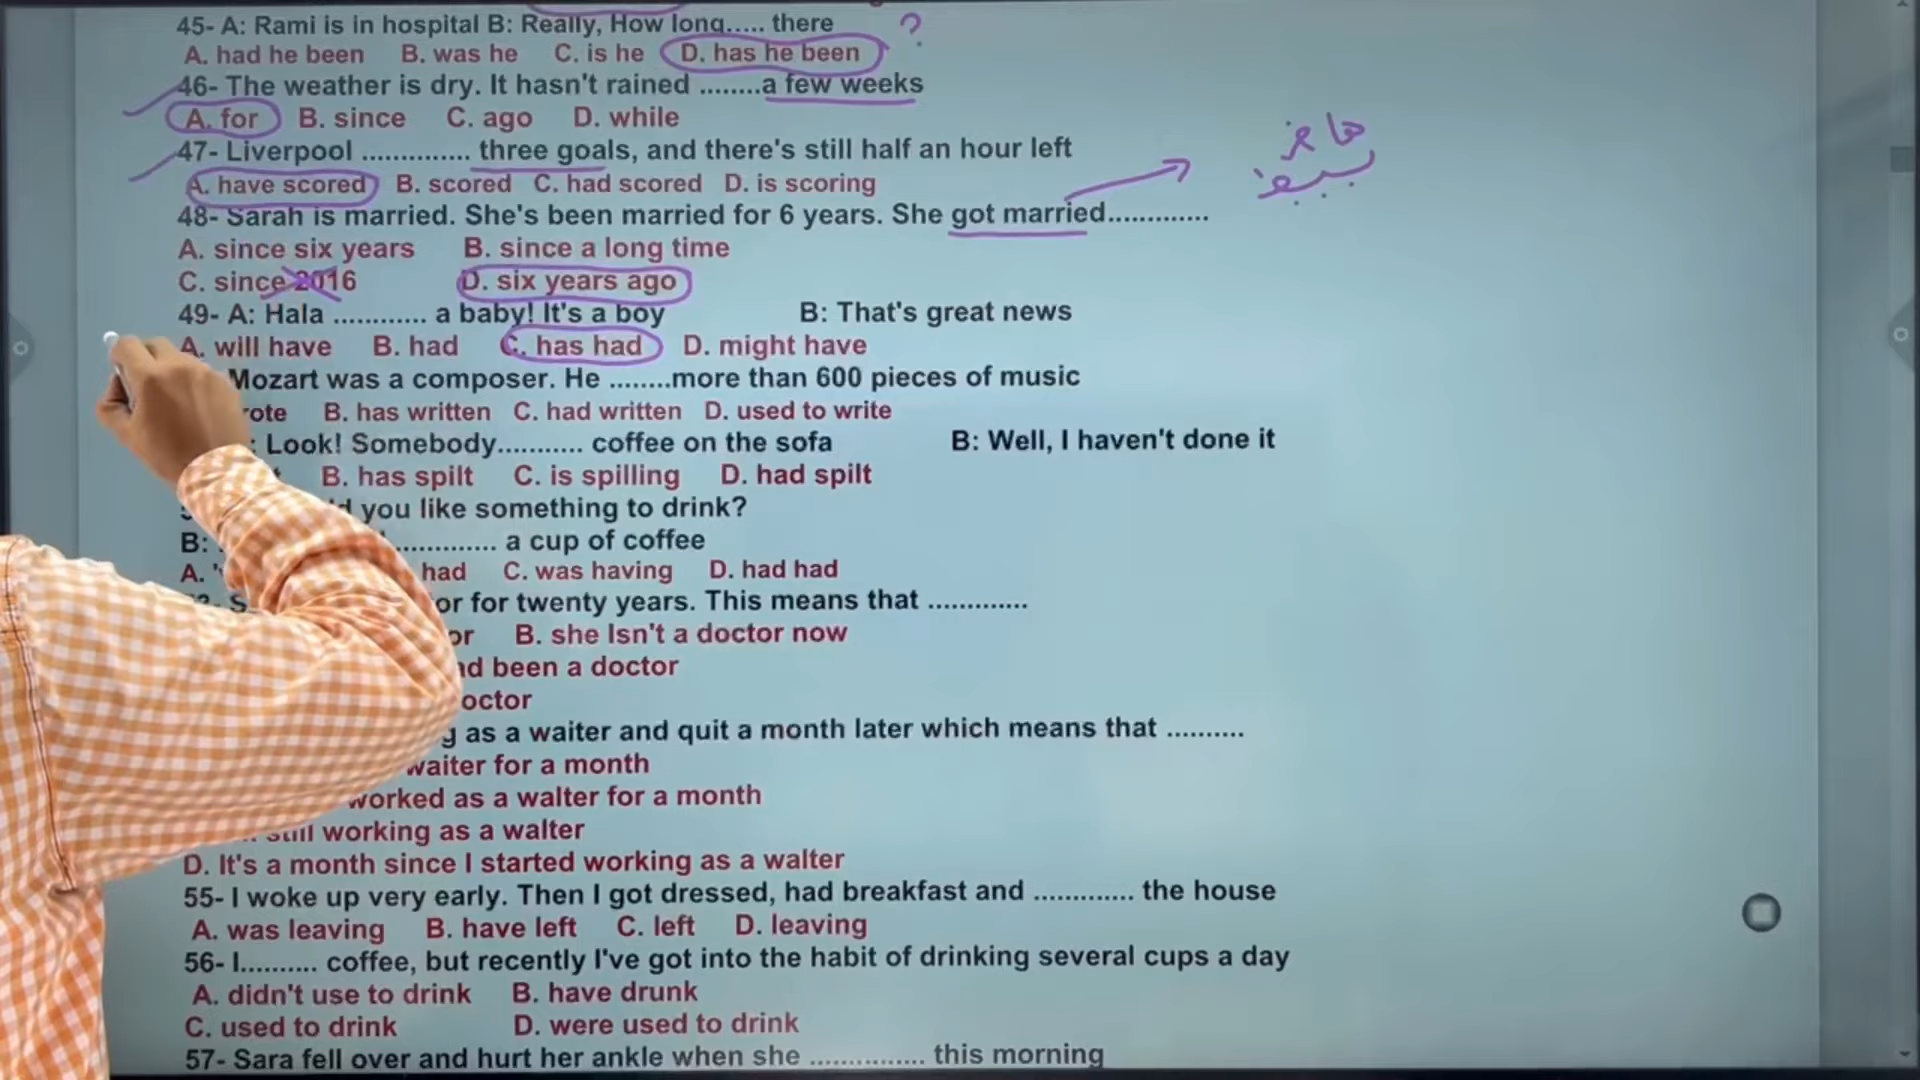 45- A: Rami is in hospital B: Really, How long..... there ?
A. had he been B. was he C. is he D. has he been
46- The weather is dry. It hasn't rained ........a few weeks
A. for B. since C. ago D. while
47- Liverpool .............. three goals, and there's still half an hour left
A. have scored B. scored C. had scored D. is scoring
48- Sarah is married. She's been married for 6 years. She got married.............
A. since six years B. since a long time
C. since 2016 D. six years ago
49- A: Hala ............ a baby! It's a boy B: That's great news
A. will have B. had C. has had D. might have
Mozart was a composer. He ........more than 600 pieces of music
B. has written C. had written D. used to write
Look! Somebody........... coffee on the sofa B: Well, I haven't done it
B. has spilt C. is spilling D. had spilt
you like something to drink?
B: ............. a cup of coffee
A. had C. was having D. had had
for twenty years. This means that .............
B. she Isn't a doctor now
been a doctor
as a waiter and quit a month later which means that ..........
waiter for a month
worked as a walter for a month
still working as a walter
D. It's a month since I started working as a walter
55- I woke up very early. Then I got dressed, had breakfast and ............. the house
A. was leaving B. have left C. left D. leaving
56- I.......... coffee, but recently I've got into the habit of drinking several cups a day
A. didn't use to drink B. have drunk
C. used to drink D. were used to drink
57- Sara fell over and hurt her ankle when she ............... this morning